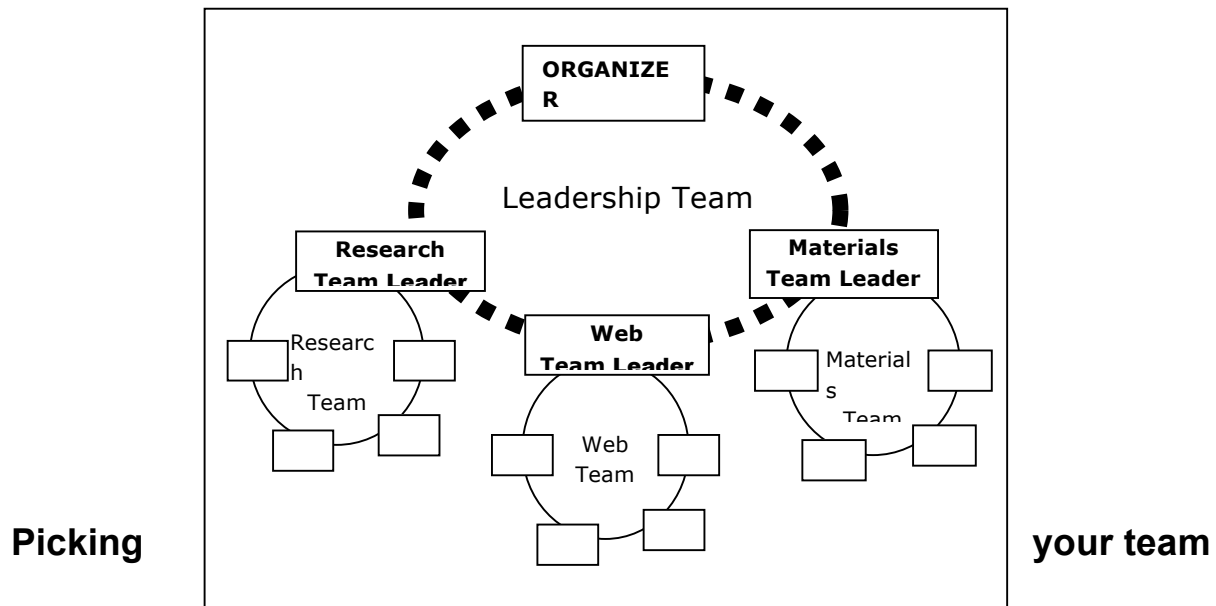 ORGANIZE
R
Leadership Team
Research
Team Leader
Materials
Team Leader
Web
Team Leader
Researc
h
Team
Material
s
Team
Web
Team
Picking your team